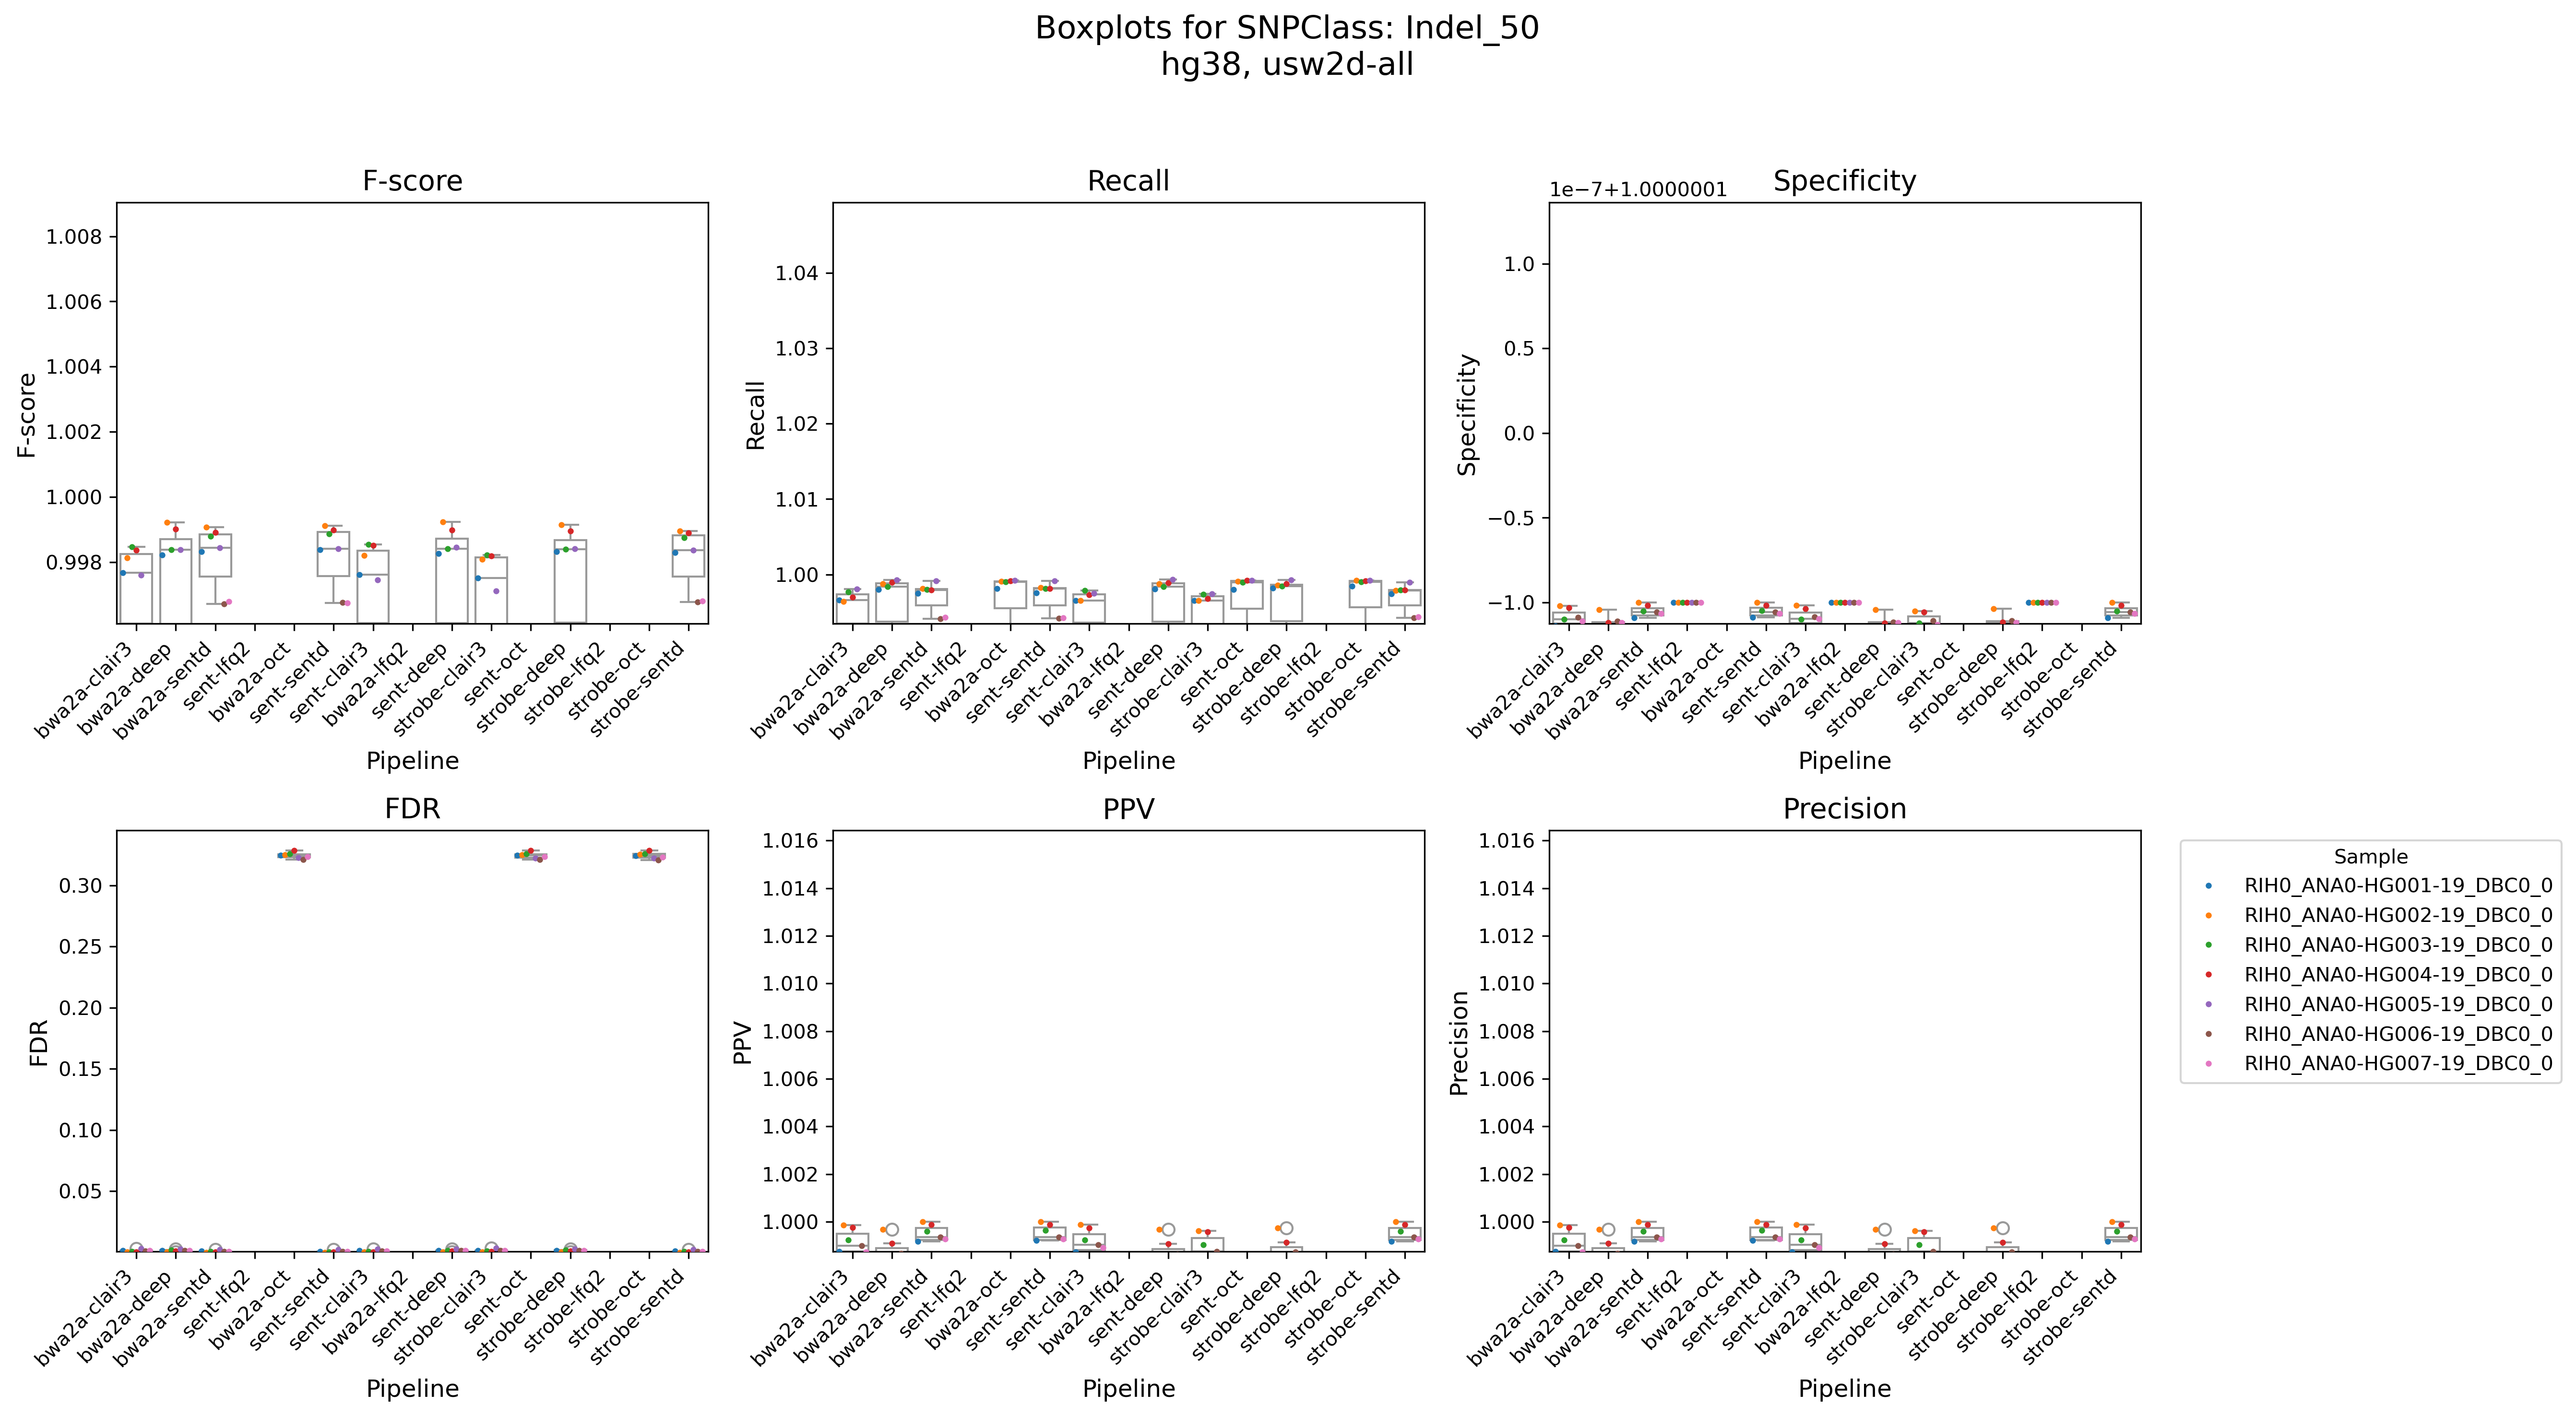 Boxplots for SNPClass: Indel_50
hg38, usw2d-all
F-score
F-score
1.008
1.006
1.004
1.002
1.000
0.998
bwa2a-clair3
bwa2a-deep
bwa2a-sentd
sent-lfq2
bwa2a-oct
sent-sentd
sent-clair3
bwa2a-lfq2
sent-deep
strobe-clair3
sent-oct
strobe-deep
strobe-lfq2
strobe-oct
strobe-sentd
Pipeline
Recall
Recall
1.04
1.03
1.02
1.01
1.00
bwa2a-clair3
bwa2a-deep
bwa2a-sentd
sent-lfq2
bwa2a-oct
sent-sentd
sent-clair3
bwa2a-lfq2
sent-deep
strobe-clair3
sent-oct
strobe-deep
strobe-lfq2
strobe-oct
strobe-sentd
Pipeline
Specificity
1e−7+1.0000001
Specificity
1.0
0.5
0.0
−0.5
−1.0
bwa2a-clair3
bwa2a-deep
bwa2a-sentd
sent-lfq2
bwa2a-oct
sent-sentd
sent-clair3
bwa2a-lfq2
sent-deep
strobe-clair3
sent-oct
strobe-deep
strobe-lfq2
strobe-oct
strobe-sentd
Pipeline
FDR
FDR
0.30
0.25
0.20
0.15
0.10
0.05
bwa2a-clair3
bwa2a-deep
bwa2a-sentd
sent-lfq2
bwa2a-oct
sent-sentd
sent-clair3
bwa2a-lfq2
sent-deep
strobe-clair3
sent-oct
strobe-deep
strobe-lfq2
strobe-oct
strobe-sentd
Pipeline
PPV
PPV
1.016
1.014
1.012
1.010
1.008
1.006
1.004
1.002
1.000
bwa2a-clair3
bwa2a-deep
bwa2a-sentd
sent-lfq2
bwa2a-oct
sent-sentd
sent-clair3
bwa2a-lfq2
sent-deep
strobe-clair3
sent-oct
strobe-deep
strobe-lfq2
strobe-oct
strobe-sentd
Pipeline
Precision
Precision
1.016
1.014
1.012
1.010
1.008
1.006
1.004
1.002
1.000
bwa2a-clair3
bwa2a-deep
bwa2a-sentd
sent-lfq2
bwa2a-oct
sent-sentd
sent-clair3
bwa2a-lfq2
sent-deep
strobe-clair3
sent-oct
strobe-deep
strobe-lfq2
strobe-oct
strobe-sentd
Pipeline
Sample
RIH0_ANA0-HG001-19_DBC0_0
RIH0_ANA0-HG002-19_DBC0_0
RIH0_ANA0-HG003-19_DBC0_0
RIH0_ANA0-HG004-19_DBC0_0
RIH0_ANA0-HG005-19_DBC0_0
RIH0_ANA0-HG006-19_DBC0_0
RIH0_ANA0-HG007-19_DBC0_0